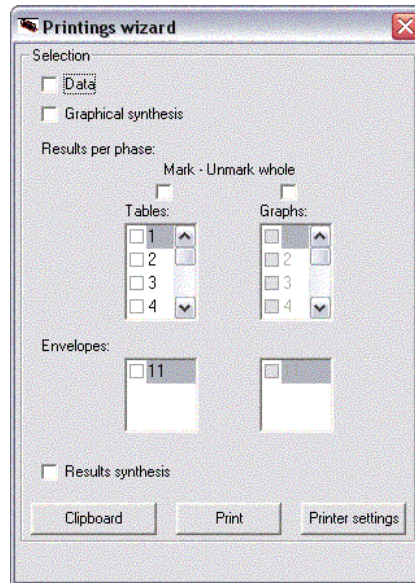 Printings wizard
Selection
Data
Graphical synthesis
Results per phase:
Mark - Unmark whole
Tables: Graphs:
1
2 2
3 3
4 4
Envelopes:
11 11
Results synthesis
Clipboard Print Printer settings